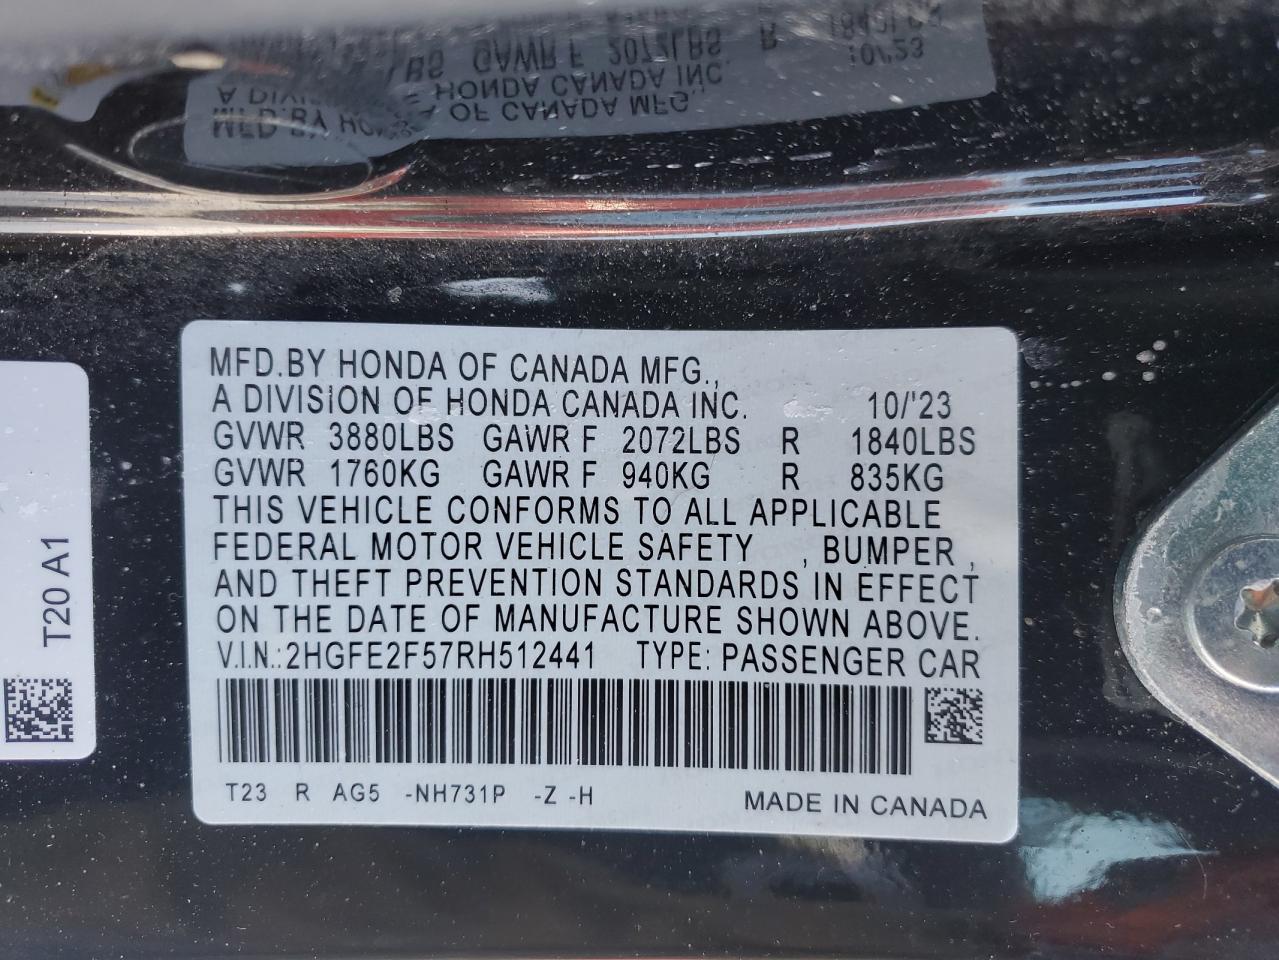 MFD.BY HONDA OF CANADA MFG.,
A DIVISION OF HONDA CANADA INC. 10/'23
GVWR 3880LBS GAWR F 2072LBS R 1840LBS
GVWR 1760KG GAWR F 940KG R 835KG
THIS VEHICLE CONFORMS TO ALL APPLICABLE
FEDERAL MOTOR VEHICLE SAFETY , BUMPER ,
AND THEFT PREVENTION STANDARDS IN EFFECT
ON THE DATE OF MANUFACTURE SHOWN ABOVE.
V.I.N.:2HGFE2F57RH512441 TYPE: PASSENGER CAR
T23 R AG5 -NH731P -Z -H MADE IN CANADA
T20 A1